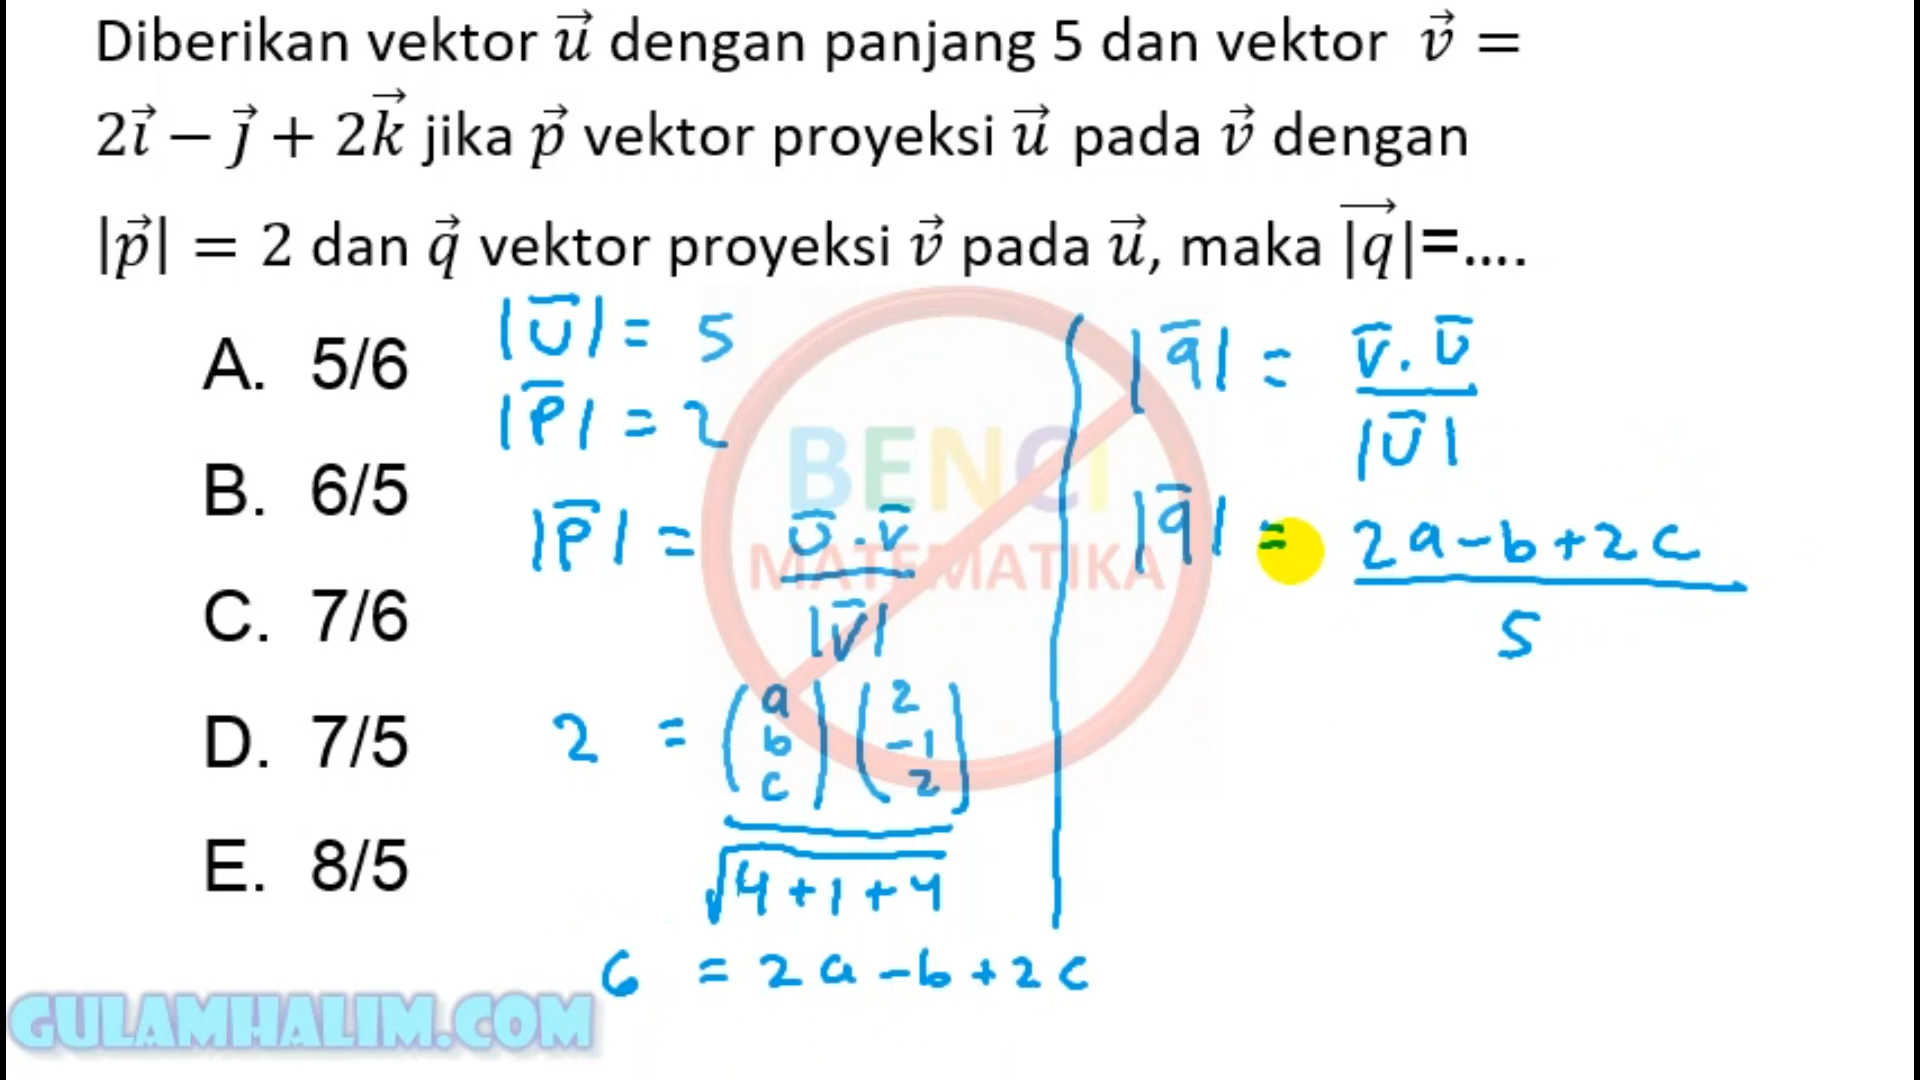 Diberikan vektor u⃗ dengan panjang 5 dan vektor v⃗ =
2i⃗ − j⃗ + 2k⃗ jika p⃗ vektor proyeksi u⃗ pada v⃗ dengan
|p⃗| = 2 dan q⃗ vektor proyeksi v⃗ pada u⃗, maka |q|⃗=....
A. 5/6
B. 6/5
C. 7/6
D. 7/5
E. 8/5
|u̅| = 5
|p̅| = 2
|p̅| = u̅ . v̅
|v̅|
2 = (a b c) (2 -1 2)
√4+1+4
6 = 2a-b+2c
|q̅| = v̅ . u̅
|u̅|
|q̅| = 2a-b+2c
5
BENCI
MATEMATIKA
GULAMHALIM.COM